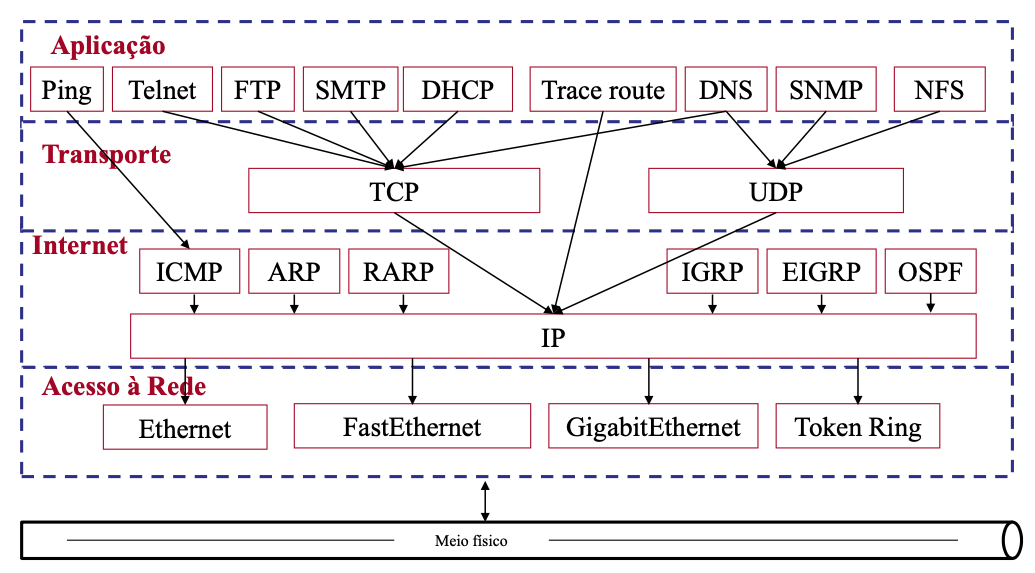 Aplicação
Ping Telnet FTP SMTP DHCP Trace route DNS SNMP NFS
Transporte
TCP UDP
Internet
ICMP ARP RARP IGRP EIGRP OSPF
IP
Acesso à Rede
Ethernet FastEthernet GigabitEthernet Token Ring
Meio físico